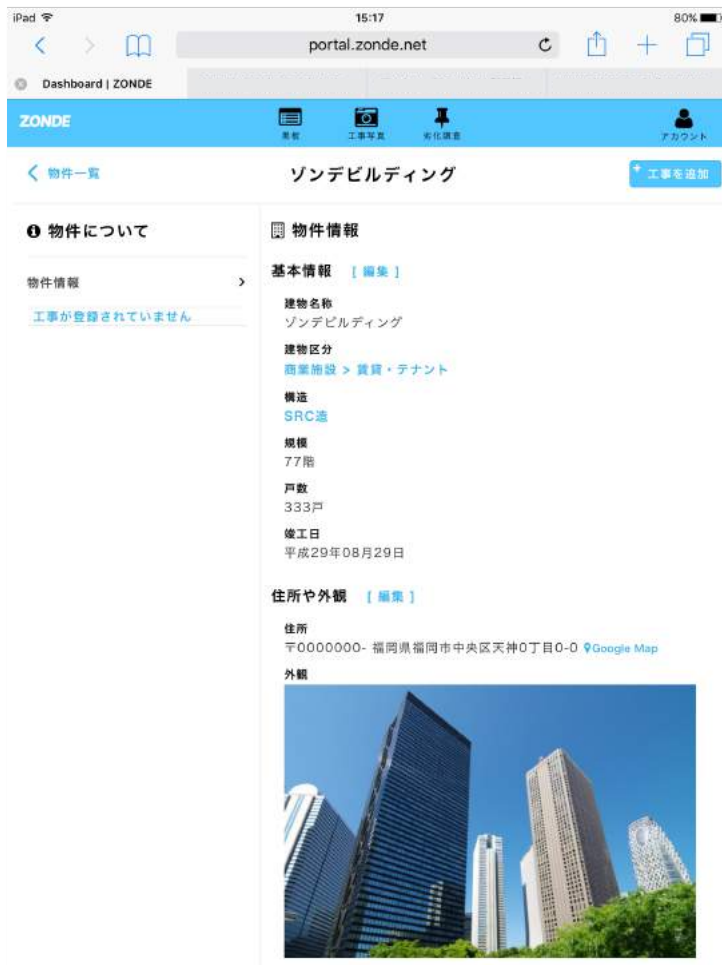 iPad
15:17
80%
portal.zonde.net
Dashboard | ZONDE
ZONDE
黒板
工事写真
劣化調査
アカウント
物件一覧
ゾンデビルディング
+ 工事を追加
物件について
物件情報
工事が登録されていません
物件情報
基本情報 [ 編集 ]
建物名称
ゾンデビルディング
建物区分
商業施設 > 賃貸・テナント
構造
SRC造
規模
77階
戸数
333戸
竣工日
平成29年08月29日
住所や外観 [ 編集 ]
住所
〒0000000- 福岡県福岡市中央区天神0丁目0-0 Google Map
外観